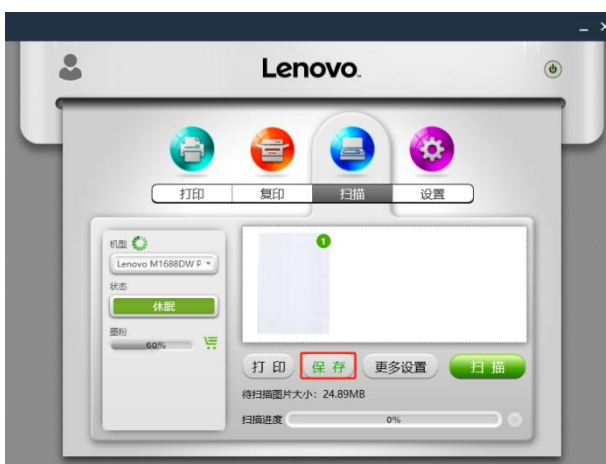 Lenovo.
打印 复印 扫描 设置
机型
Lenovo M1688DW P
状态
休眠
墨粉
60%
1
打 印 保 存 更多设置 扫 描
待扫描图片大小: 24.89MB
扫描进度 0%